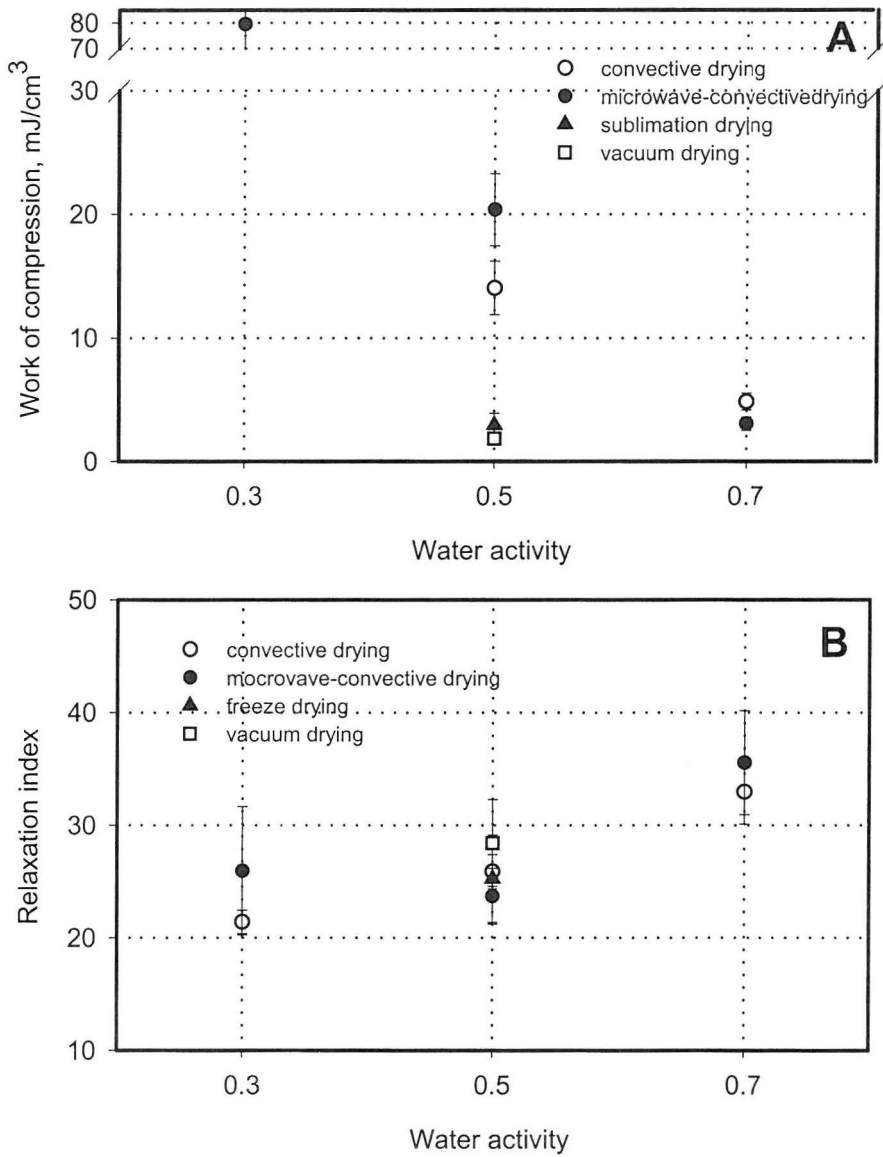 80
A
70
30
convective drying
microwave-convectivedrying
sublimation drying
vacuum drying
20
10
0
Work of compression, mJ/cm³
0.3 0.5 0.7
Water activity
50
B
convective drying
mocrovave-convective drying
freeze drying
vacuum drying
40
30
20
10
Relaxation index
0.3 0.5 0.7
Water activity